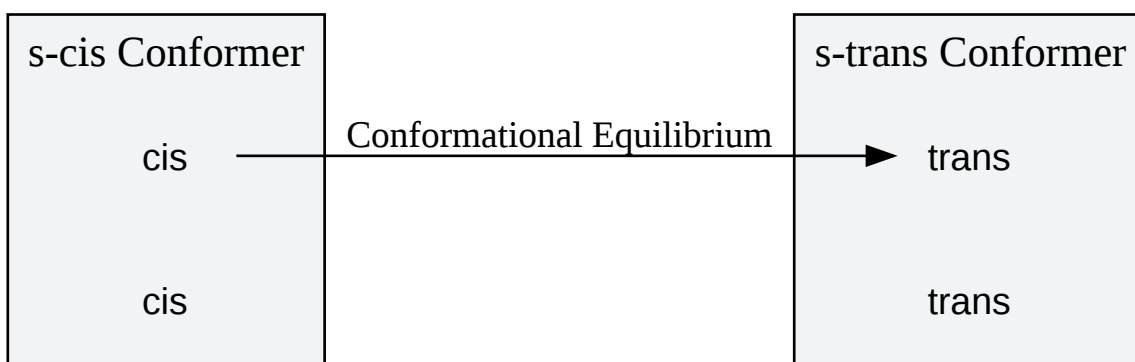 s-cis Conformer
s-trans Conformer
Conformational Equilibrium
cis
trans
cis
trans